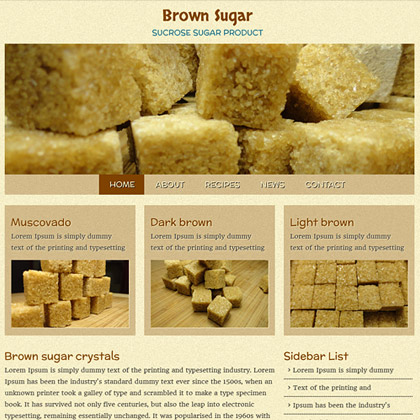 Brown Sugar
SUCROSE SUGAR PRODUCT
HOME ABOUT RECIPES NEWS CONTACT
Muscovado
Lorem Ipsum is simply dummy
text of the printing and typesetting
Dark brown
Lorem Ipsum is simply dummy
text of the printing and typesetting
Light brown
Lorem Ipsum is simply dummy
text of the printing and typesetting
Brown sugar crystals
Lorem Ipsum is simply dummy text of the printing and typesetting industry. Lorem
Ipsum has been the industry's standard dummy text ever since the 1500s, when an
unknown printer took a galley of type and scrambled it to make a type specimen
book. It has survived not only five centuries, but also the leap into electronic
typesetting, remaining essentially unchanged. It was popularised in the 1960s with
Sidebar List
Lorem Ipsum is simply dummy
Text of the printing and
Ipsum has been the industry's